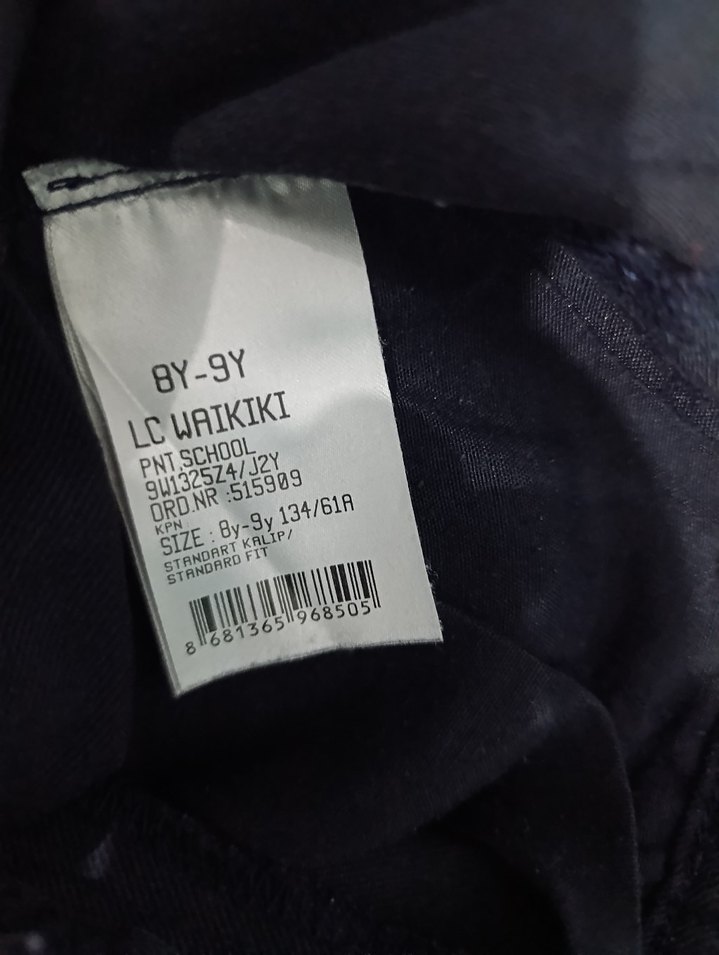 8Y-9Y
LC WAIKIKI
PNT,SCHOOL
9W1325Z4/J2Y
ORD.NR :515909
KPN
SIZE : 8y-9y 134/61A
STANDART KALIP/
STANDARD FIT
8 681365 968505